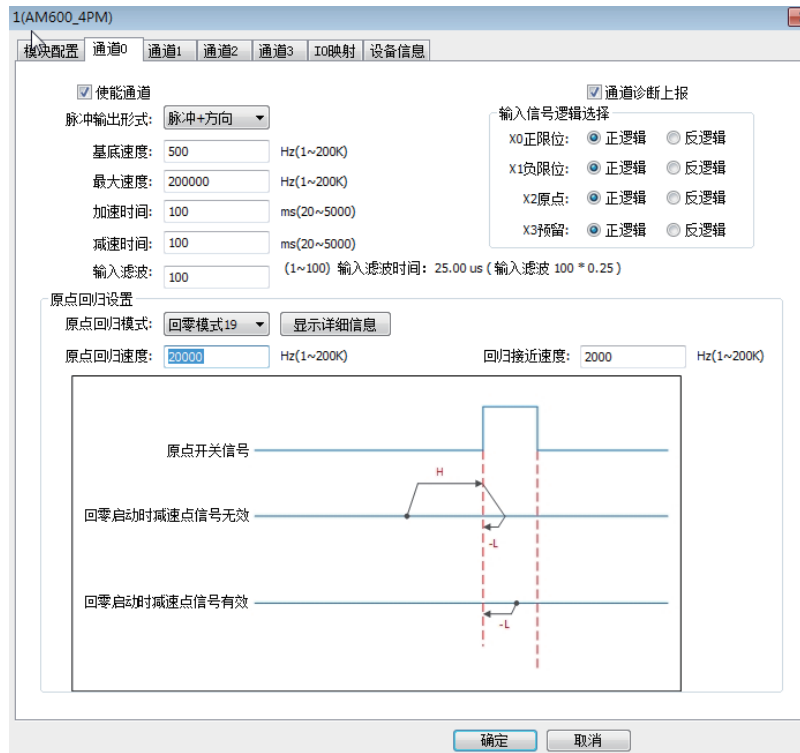 1(AM600_4PM)
模块配置 通道0 通道1 通道2 通道3 IO映射 设备信息
使能通道 通道诊断上报
脉冲输出形式: 脉冲+方向
输入信号逻辑选择
X0正限位: 正逻辑 反逻辑
基底速度: 500 Hz(1~200K)
X1负限位: 正逻辑 反逻辑
最大速度: 200000 Hz(1~200K)
X2原点: 正逻辑 反逻辑
加速时间: 100 ms(20~5000)
X3预留: 正逻辑 反逻辑
减速时间: 100 ms(20~5000)
输入滤波: 100 (1~100) 输入滤波时间: 25.00 us ( 输入滤波 100 * 0.25 )
原点回归设置
原点回归模式: 回零模式19 显示详细信息
原点回归速度: 20000 Hz(1~200K) 回归接近速度: 2000 Hz(1~200K)
原点开关信号
H
回零启动时减速点信号无效
-L
回零启动时减速点信号有效
-L
确定 取消